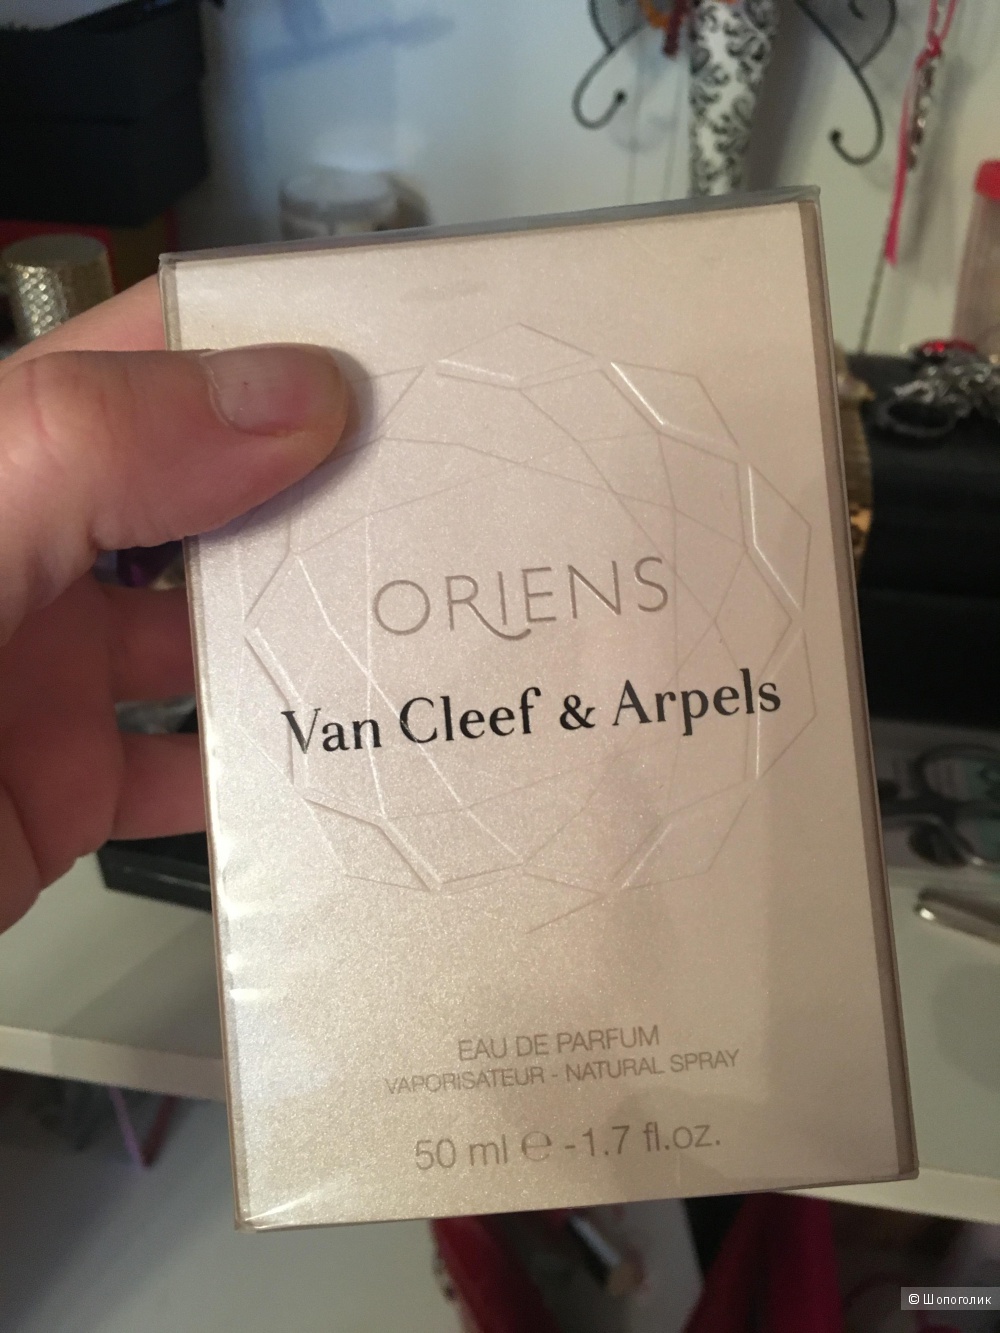 ORIENS
Van Cleef & Arpels
EAU DE PARFUM
VAPORISATEUR - NATURAL SPRAY
50 ml ℮ - 1.7 fl.oz.
© Шопоголик